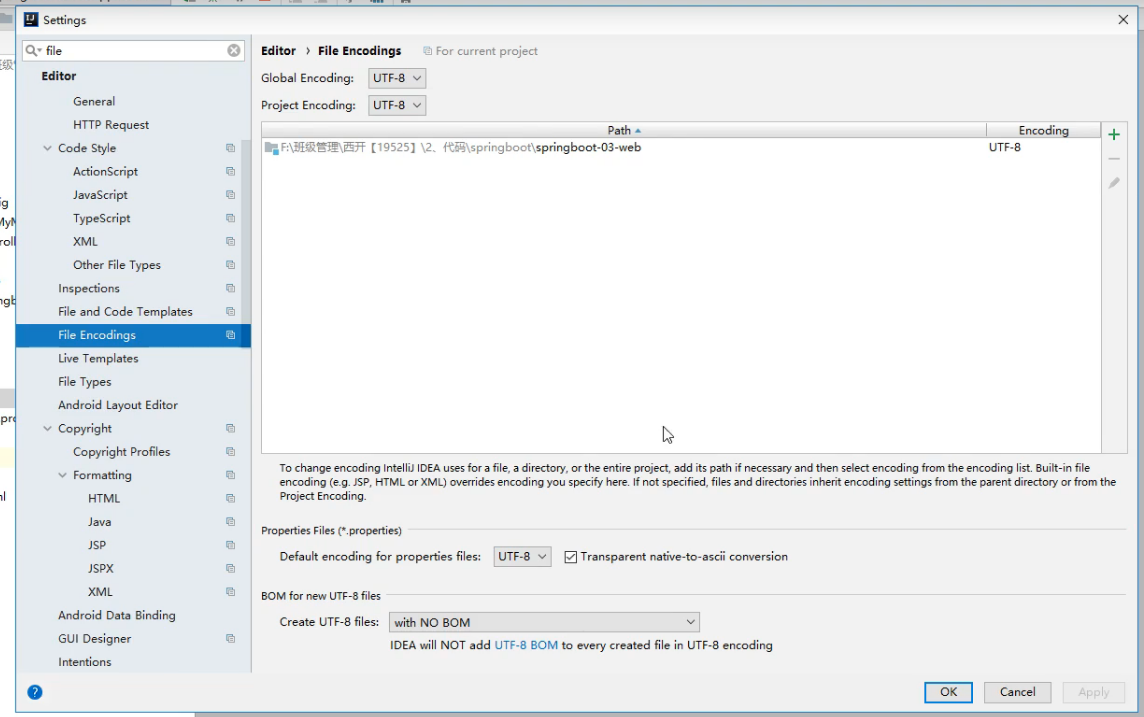 Settings
file
Editor
General
HTTP Request
Code Style
ActionScript
JavaScript
TypeScript
XML
Other File Types
Inspections
File and Code Templates
File Encodings
Live Templates
File Types
Android Layout Editor
Copyright
Copyright Profiles
Formatting
HTML
Java
JSP
JSPX
XML
Android Data Binding
GUI Designer
Intentions
Editor › File Encodings For current project
Global Encoding: UTF-8
Project Encoding: UTF-8
Path Encoding
F:\班级管理\西开【19525】\2、代码\springboot\springboot-03-web UTF-8
To change encoding IntelliJ IDEA uses for a file, a directory, or the entire project, add its path if necessary and then select encoding from the encoding list. Built-in file
encoding (e.g. JSP, HTML or XML) overrides encoding you specify here. If not specified, files and directories inherit encoding settings from the parent directory or from the
Project Encoding.
Properties Files (*.properties)
Default encoding for properties files: UTF-8 Transparent native-to-ascii conversion
BOM for new UTF-8 files
Create UTF-8 files: with NO BOM
IDEA will NOT add UTF-8 BOM to every created file in UTF-8 encoding
?
OK Cancel Apply